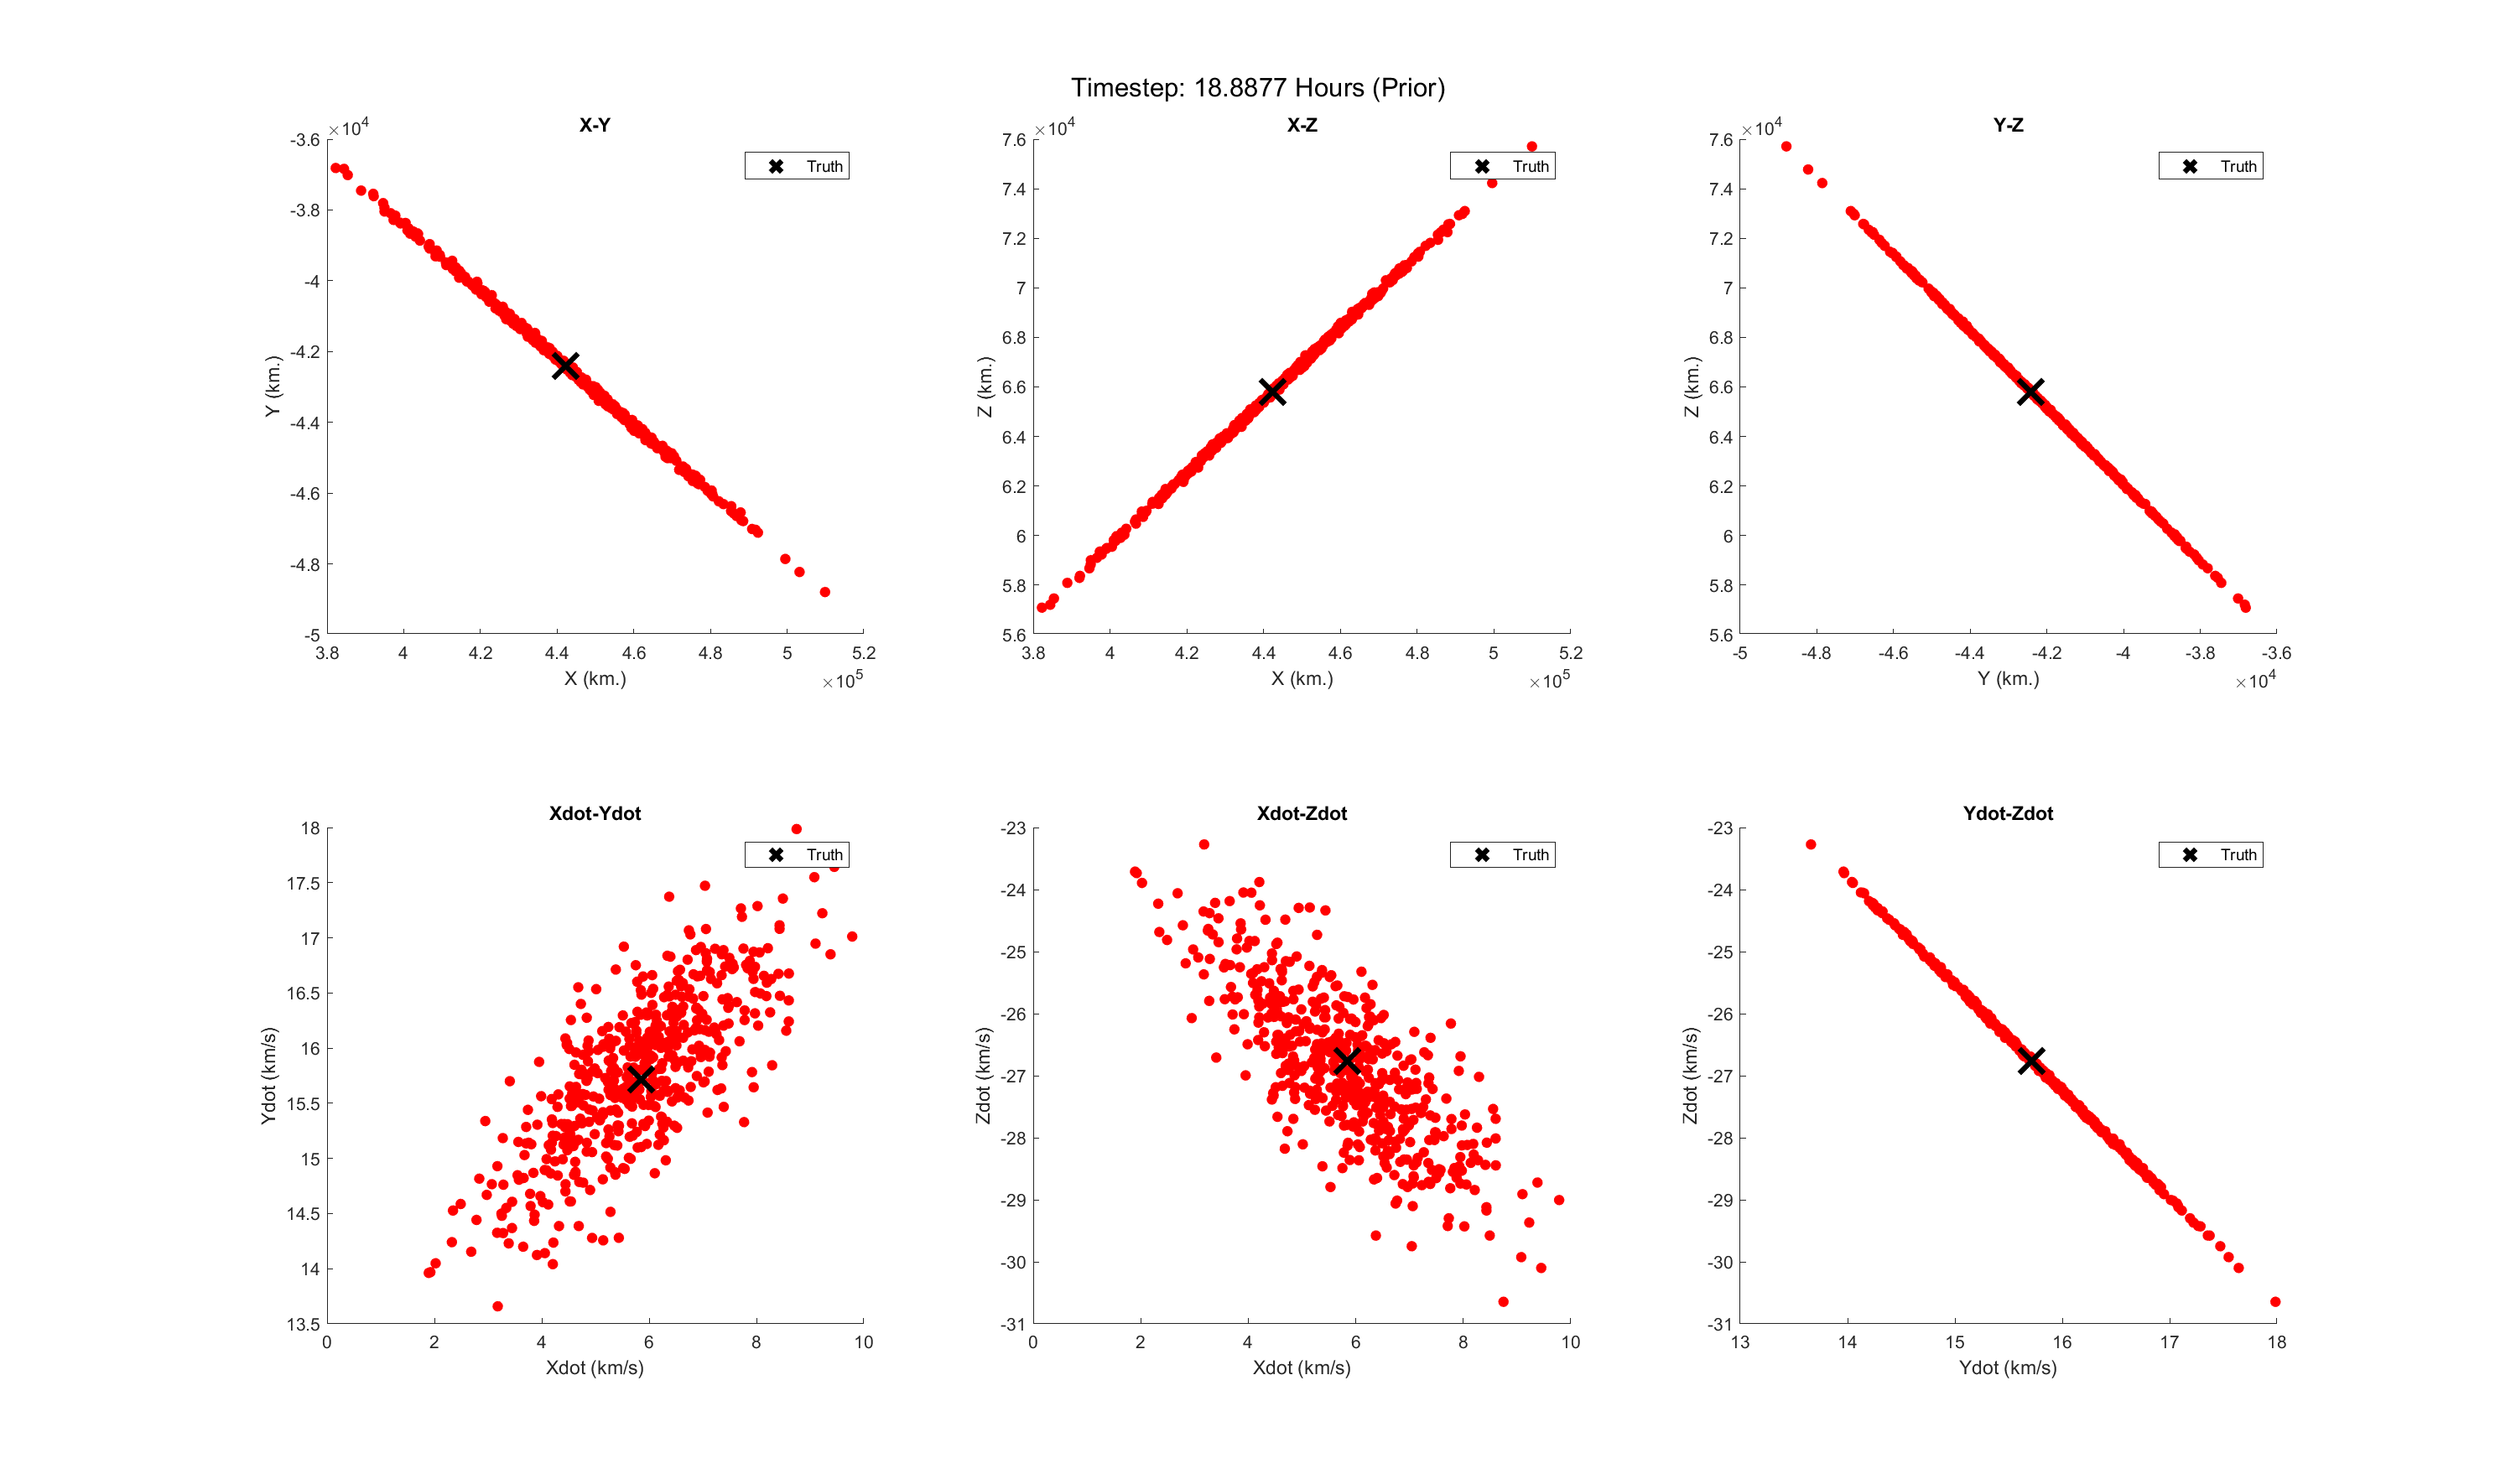 Timestep: 18.8877 Hours (Prior)
X-Y
×10^4
-3.6
-3.8
-4
-4.2
-4.4
-4.6
-4.8
-5
Y (km.)
Truth
3.8 4 4.2 4.4 4.6 4.8 5 5.2
X (km.)
×10^5
X-Z
×10^4
7.6
7.4
7.2
7
6.8
6.6
6.4
6.2
6
5.8
5.6
Z (km.)
Truth
3.8 4 4.2 4.4 4.6 4.8 5 5.2
X (km.)
×10^5
Y-Z
×10^4
7.6
7.4
7.2
7
6.8
6.6
6.4
6.2
6
5.8
5.6
Z (km.)
Truth
-5 -4.8 -4.6 -4.4 -4.2 -4 -3.8 -3.6
Y (km.)
×10^4
Xdot-Ydot
18
17.5
17
16.5
16
15.5
15
14.5
14
13.5
Ydot (km/s)
Truth
0 2 4 6 8 10
Xdot (km/s)
Xdot-Zdot
-23
-24
-25
-26
-27
-28
-29
-30
-31
Zdot (km/s)
Truth
0 2 4 6 8 10
Xdot (km/s)
Ydot-Zdot
-23
-24
-25
-26
-27
-28
-29
-30
-31
Zdot (km/s)
Truth
13 14 15 16 17 18
Ydot (km/s)